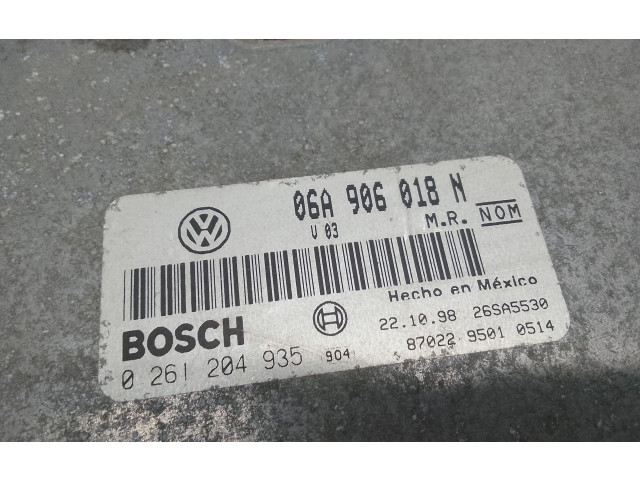 06A 906 018 N
V 03
M.R. NOM
Hecho en México
BOSCH
22.10.98 26SA5530
0 261 204 935 904
87022 9501 0514